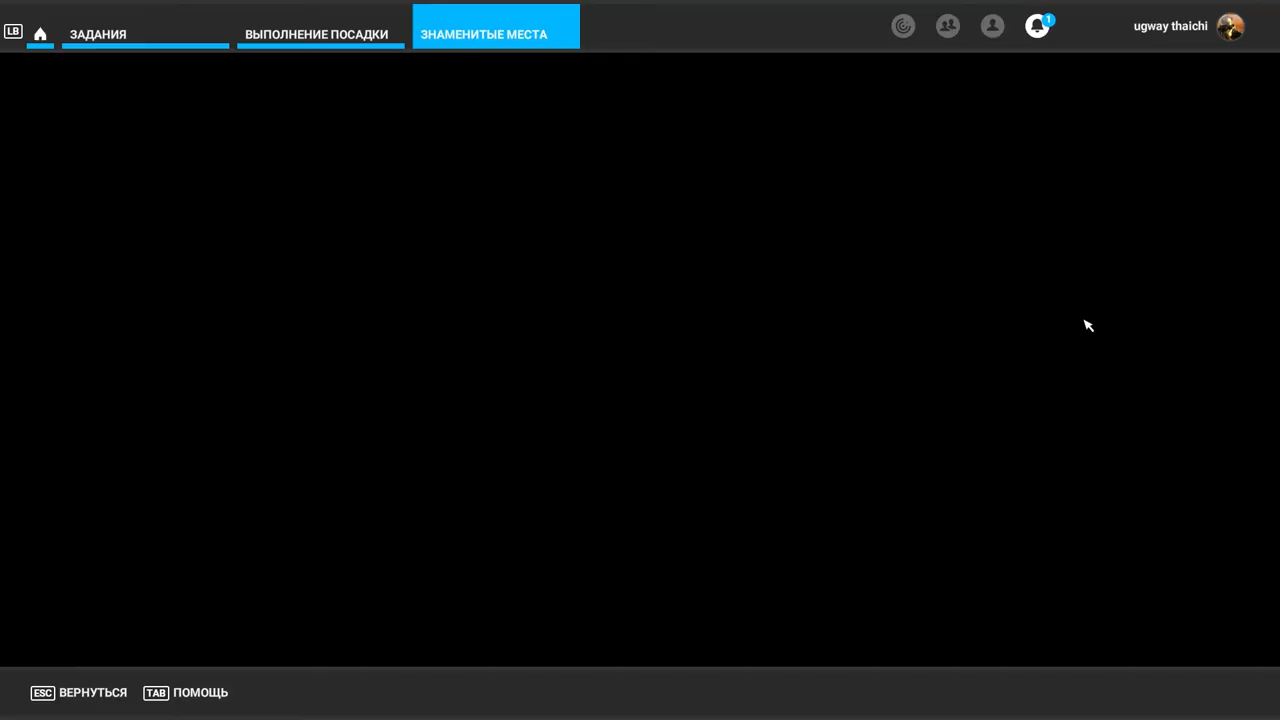 LB
ЗАДАНИЯ
ВЫПОЛНЕНИЕ ПОСАДКИ
ЗНАМЕНИТЫЕ МЕСТА
1
ugway thaichi
ESC ВЕРНУТЬСЯ
TAB ПОМОЩЬ